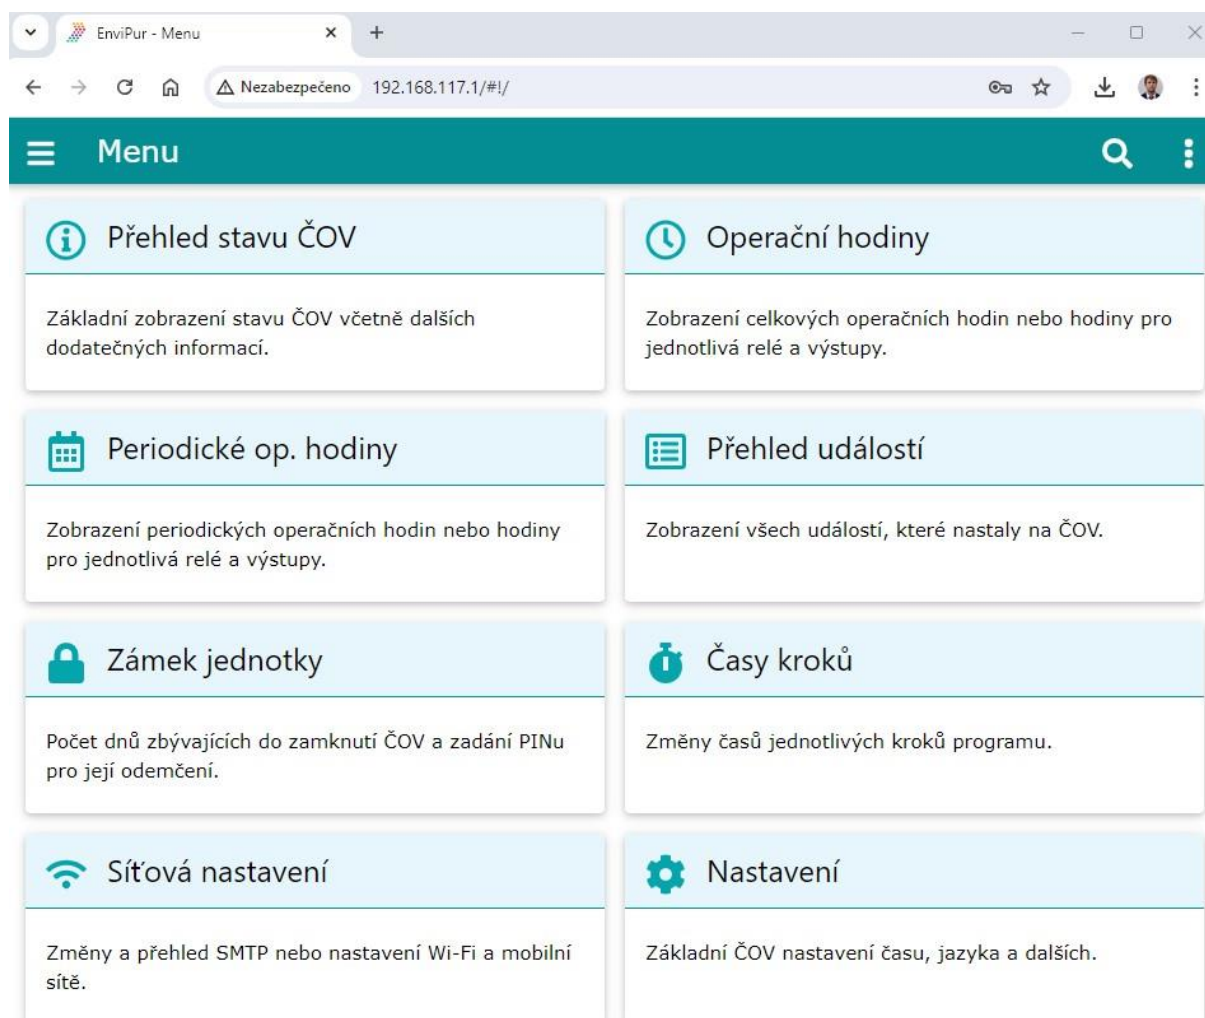 EnviPur - Menu
Nezabezpečeno 192.168.117.1/#!/
Menu
Přehled stavu ČOV
Základní zobrazení stavu ČOV včetně dalších
dodatečných informací.
Operační hodiny
Zobrazení celkových operačních hodin nebo hodiny pro
jednotlivá relé a výstupy.
Periodické op. hodiny
Zobrazení periodických operačních hodin nebo hodiny
pro jednotlivá relé a výstupy.
Přehled událostí
Zobrazení všech událostí, které nastaly na ČOV.
Zámek jednotky
Počet dnů zbývajících do zamknutí ČOV a zadání PINu
pro její odemčení.
Časy kroků
Změny časů jednotlivých kroků programu.
Síťová nastavení
Změny a přehled SMTP nebo nastavení Wi-Fi a mobilní
sítě.
Nastavení
Základní ČOV nastavení času, jazyka a dalších.